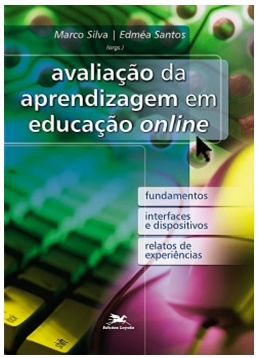 Marco Silva | Edméa Santos
(orgs.)
avaliação da
aprendizagem em
educação online
fundamentos
interfaces
e dispositivos
relatos de
experiências
Edições Loyola